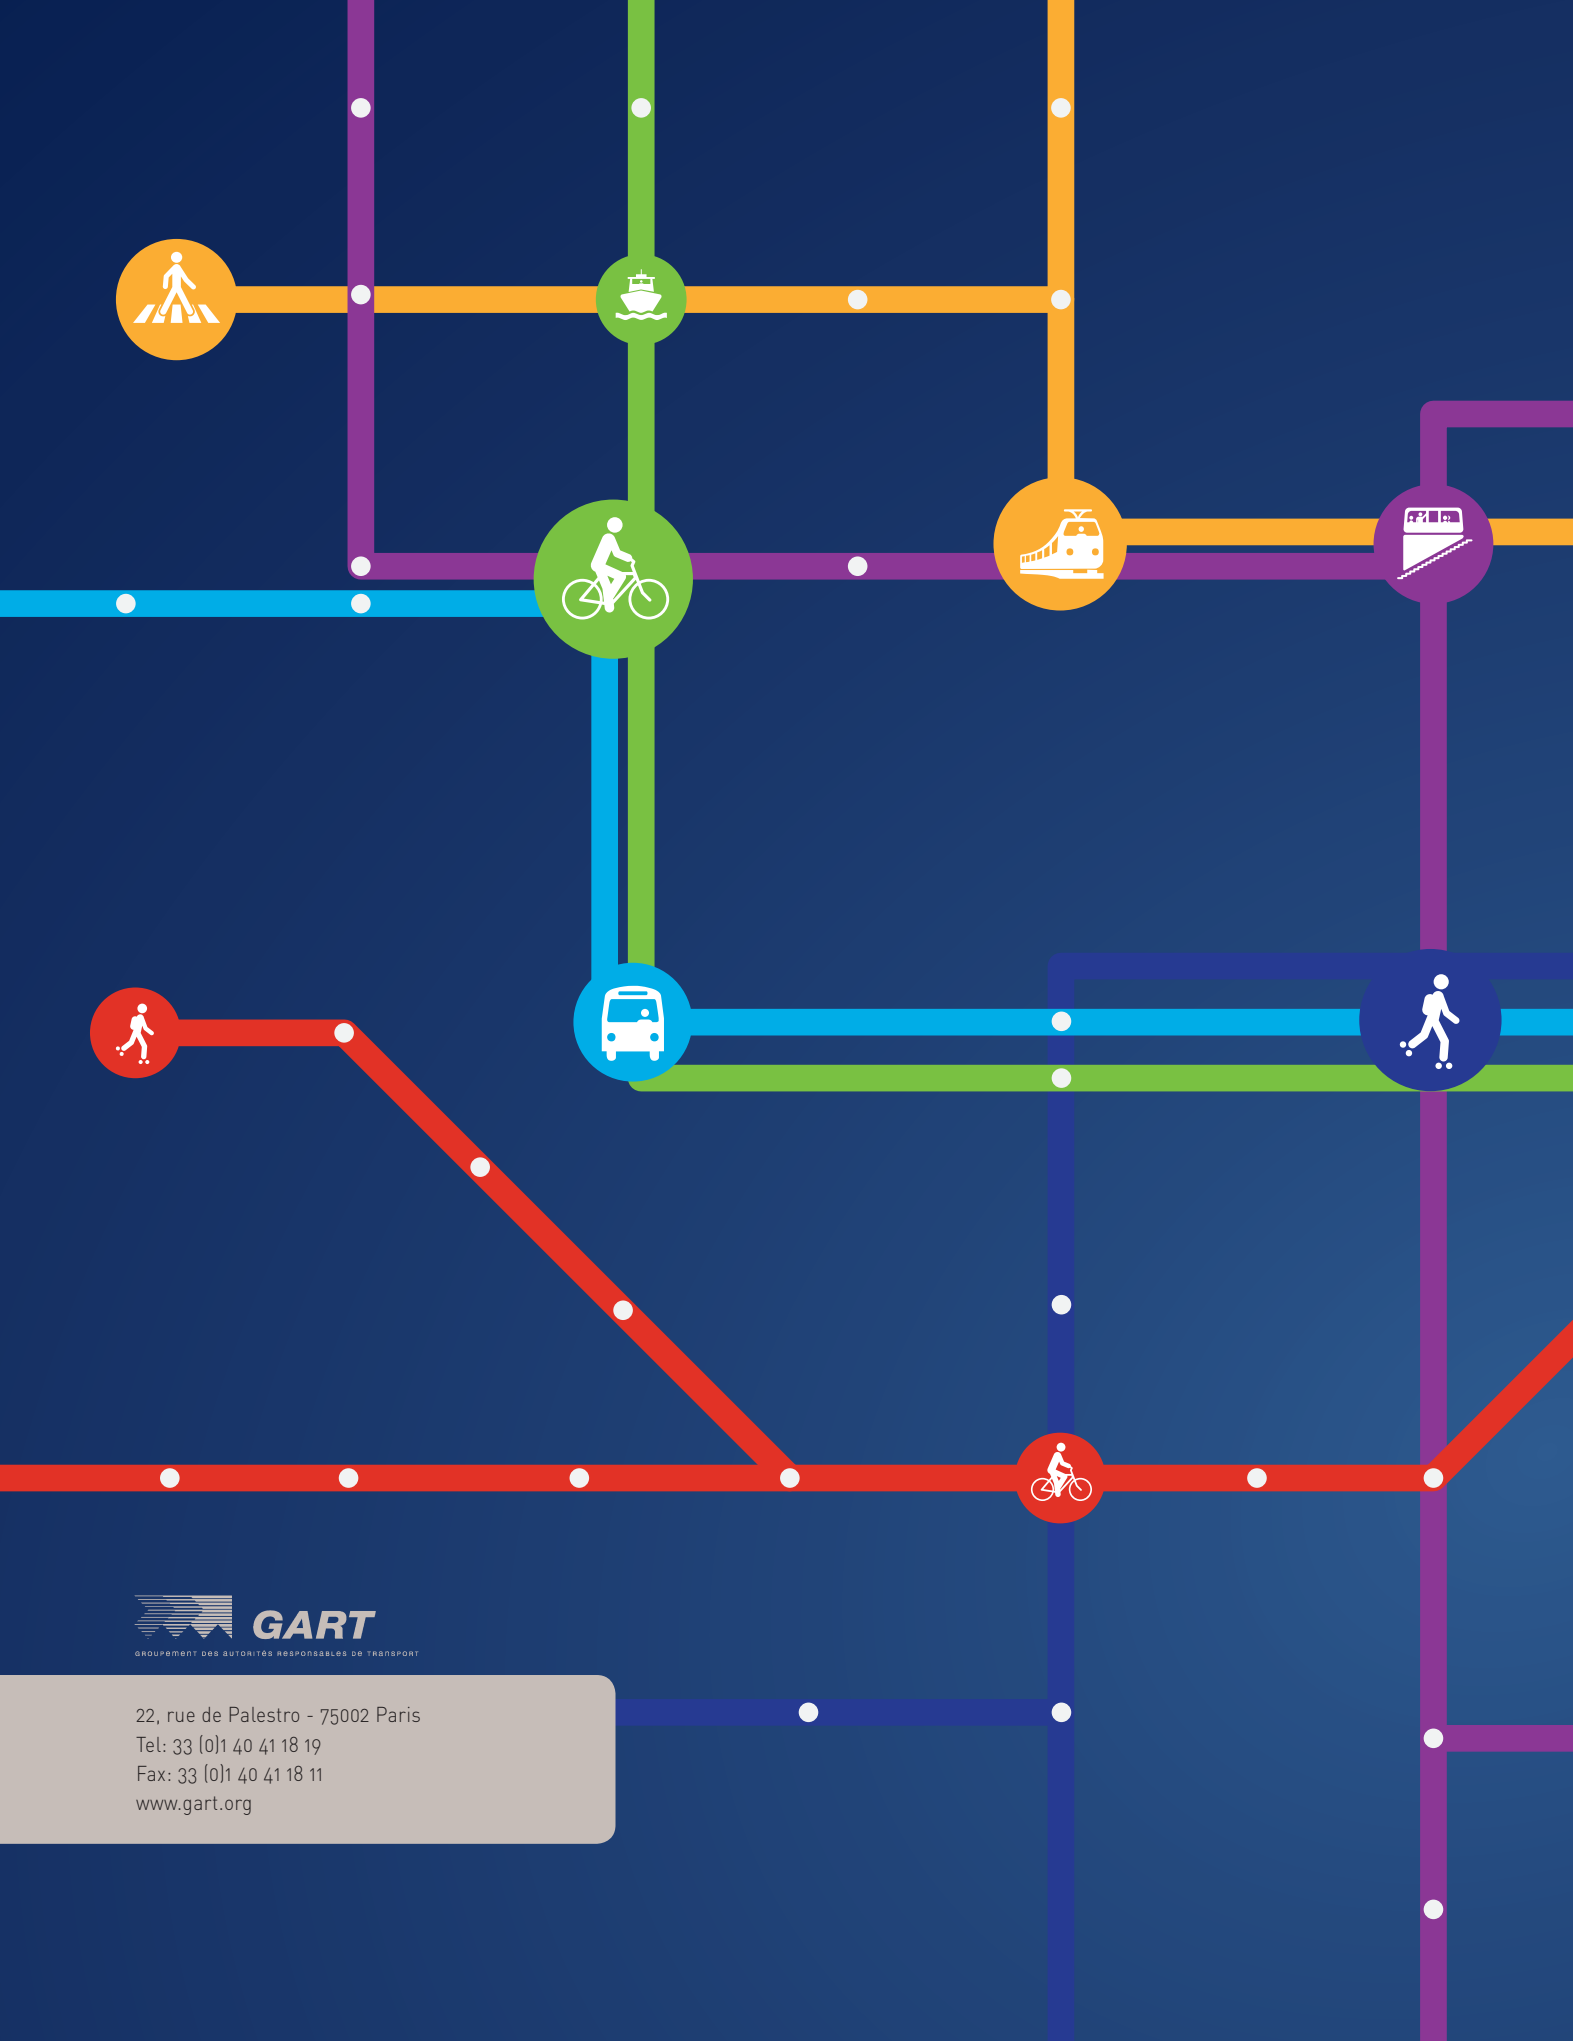 GART
GROUPEMENT DES AUTORITÉS RESPONSABLES DE TRANSPORT
22, rue de Palestro - 75002 Paris
Tel: 33 (0)1 40 41 18 19
Fax: 33 (0)1 40 41 18 11
www.gart.org